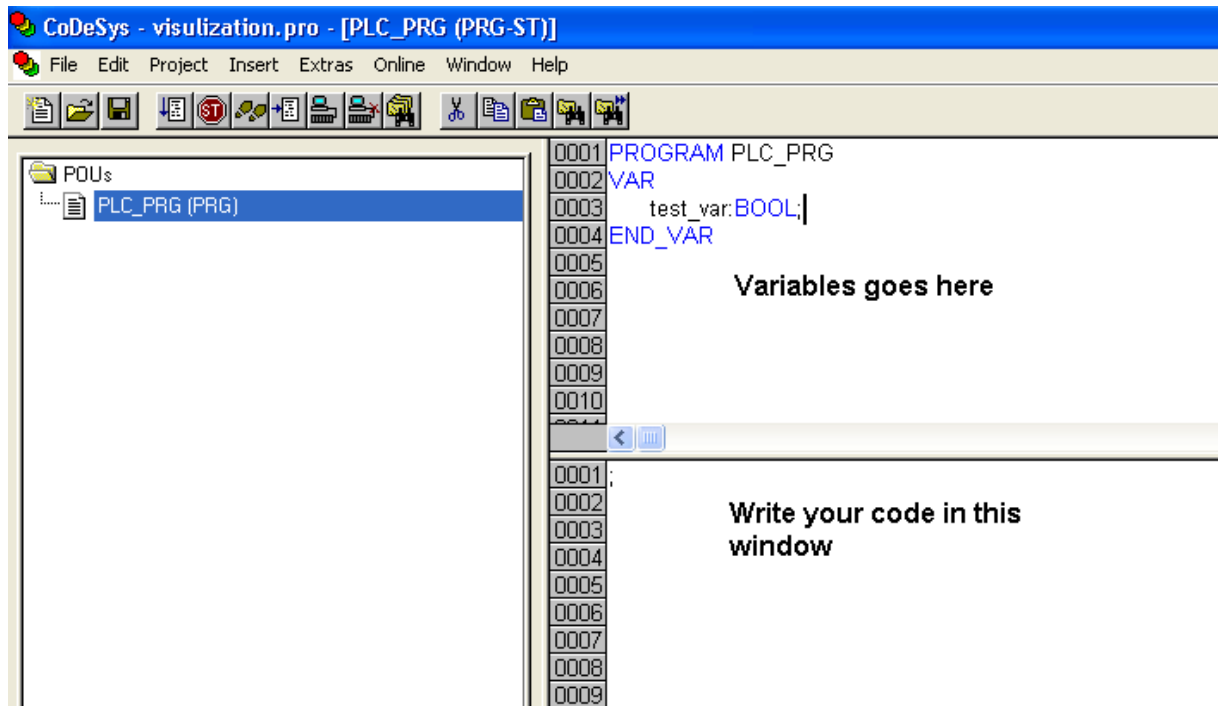 CoDeSys - visulization.pro - [PLC_PRG (PRG-ST)]
File Edit Project Insert Extras Online Window Help
STOP
POUs
PLC_PRG (PRG)
0001 PROGRAM PLC_PRG
0002 VAR
0003 test_var:BOOL;
0004 END_VAR
0005
0006
Variables goes here
0007
0008
0009
0010
0011
0001 ;
0002
0003
0004
Write your code in this
window
0005
0006
0007
0008
0009